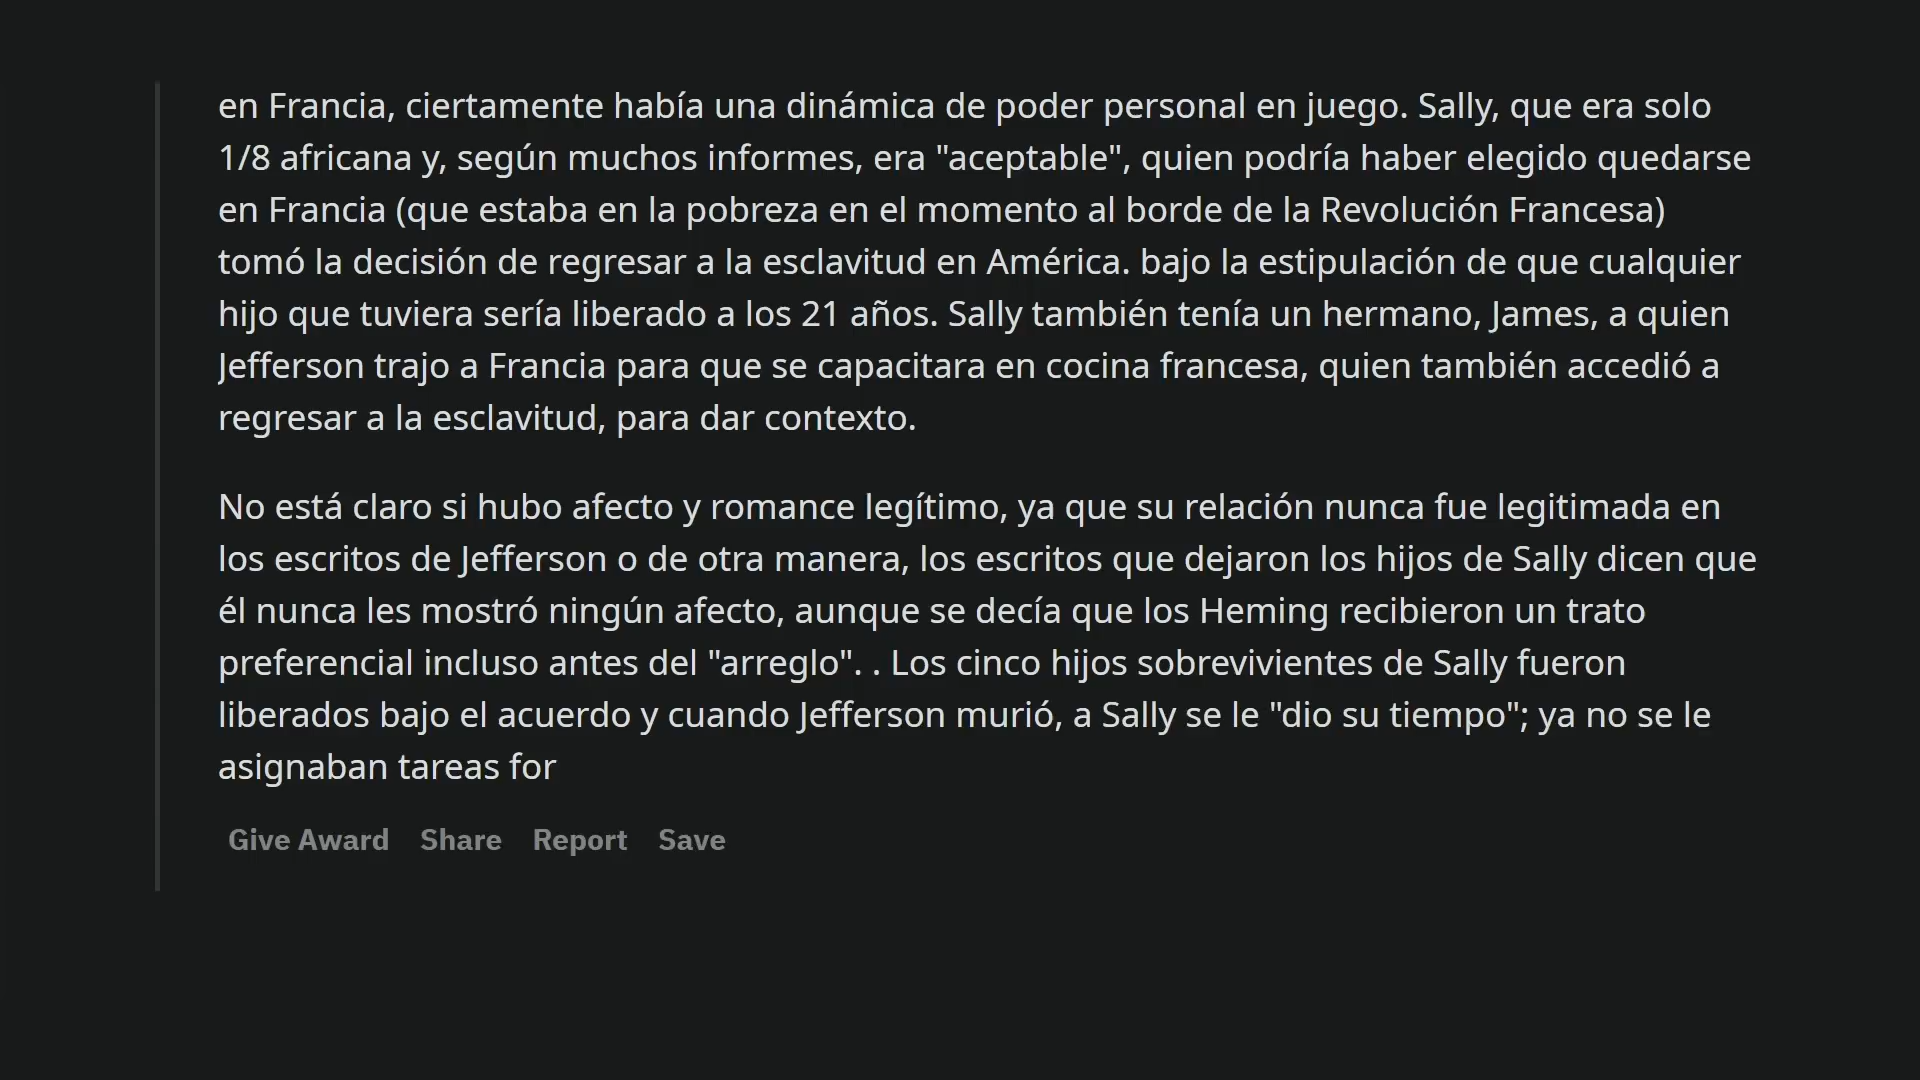 en Francia, ciertamente había una dinámica de poder personal en juego. Sally, que era solo
1/8 africana y, según muchos informes, era "aceptable", quien podría haber elegido quedarse
en Francia (que estaba en la pobreza en el momento al borde de la Revolución Francesa)
tomó la decisión de regresar a la esclavitud en América. bajo la estipulación de que cualquier
hijo que tuviera sería liberado a los 21 años. Sally también tenía un hermano, James, a quien
Jefferson trajo a Francia para que se capacitara en cocina francesa, quien también accedió a
regresar a la esclavitud, para dar contexto.
No está claro si hubo afecto y romance legítimo, ya que su relación nunca fue legitimada en
los escritos de Jefferson o de otra manera, los escritos que dejaron los hijos de Sally dicen que
él nunca les mostró ningún afecto, aunque se decía que los Heming recibieron un trato
preferencial incluso antes del "arreglo". . Los cinco hijos sobrevivientes de Sally fueron
liberados bajo el acuerdo y cuando Jefferson murió, a Sally se le "dio su tiempo"; ya no se le
asignaban tareas for
Give Award Share Report Save